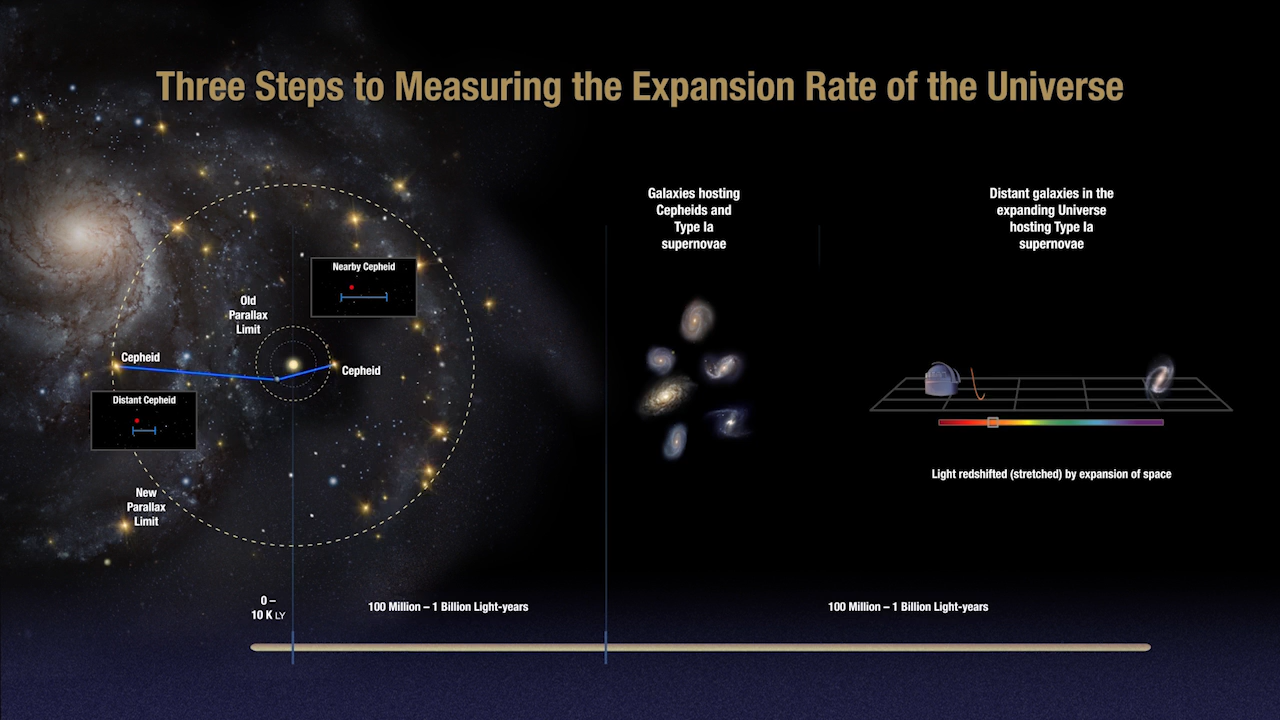 Three Steps to Measuring the Expansion Rate of the Universe
Galaxies hosting
Cepheids and
Type Ia
supernovae
Distant galaxies in the
expanding Universe
hosting Type Ia
supernovae
Nearby Cepheid
Old
Parallax
Limit
Cepheid
Cepheid
Distant Cepheid
New
Parallax
Limit
Light redshifted (stretched) by expansion of space
0 –
10 K LY
100 Million – 1 Billion Light-years
100 Million – 1 Billion Light-years